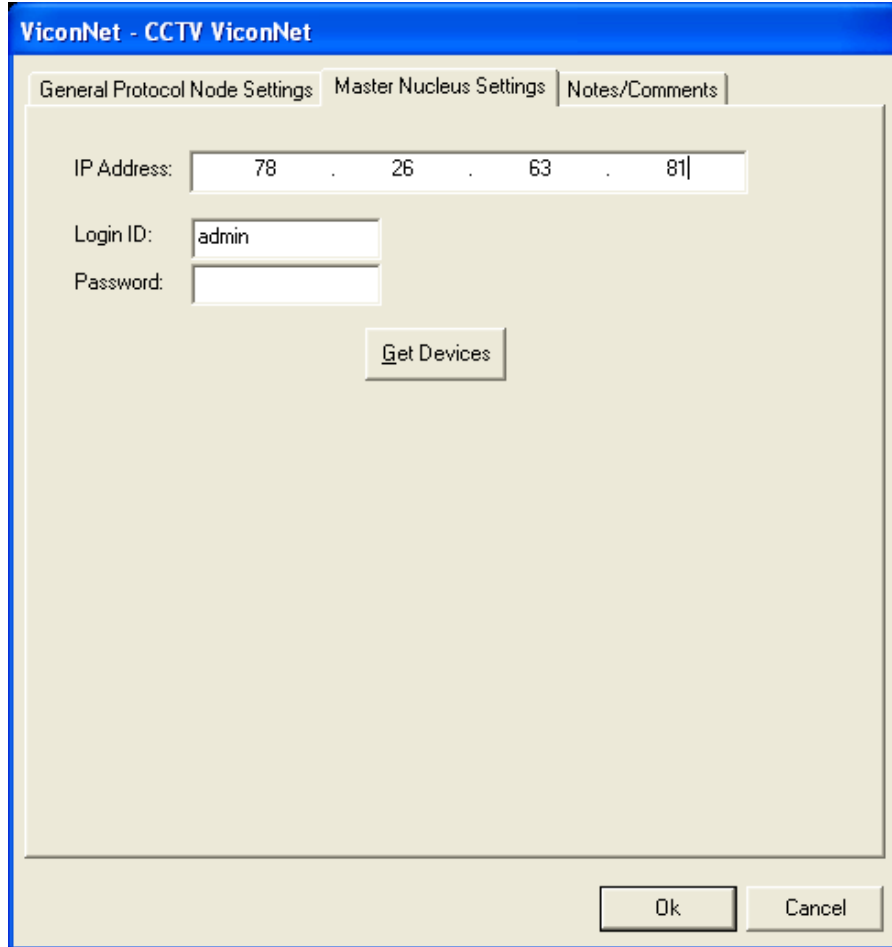 ViconNet - CCTV ViconNet
General Protocol Node Settings Master Nucleus Settings Notes/Comments
IP Address: 78 . 26 . 63 . 81
Login ID: admin
Password:
Get Devices
Ok Cancel